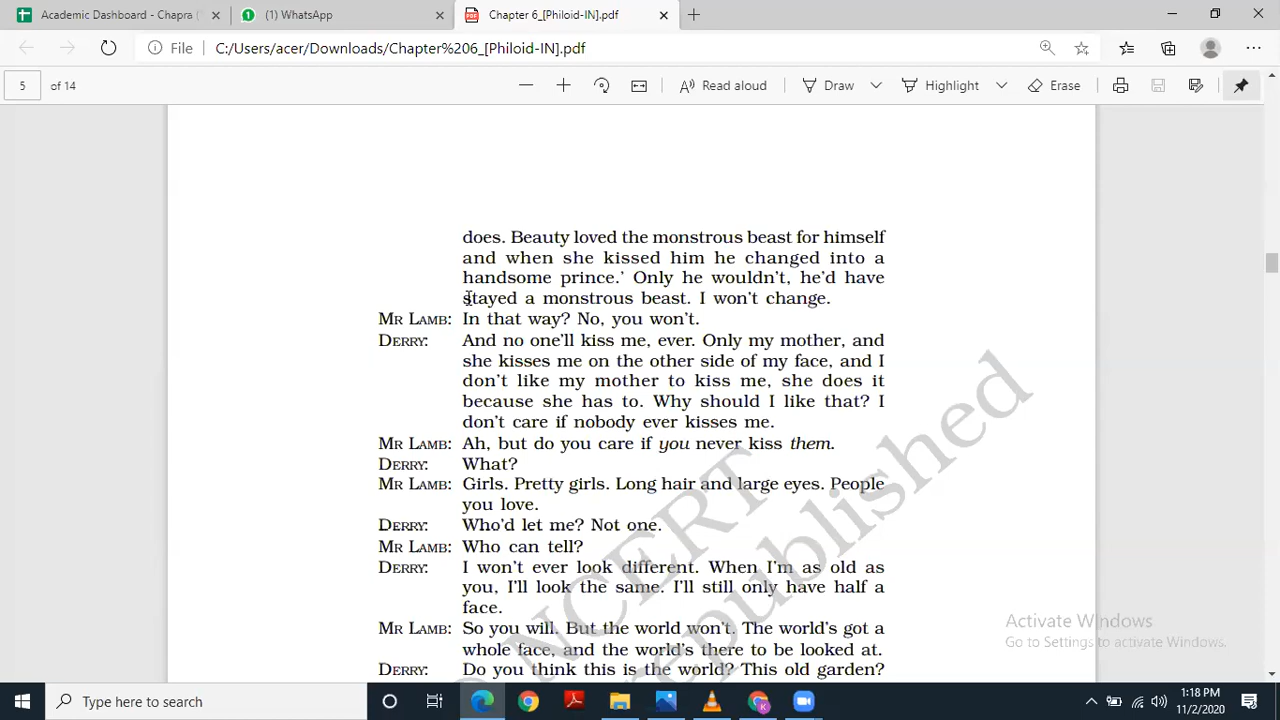 Academic Dashboard - Chapra (
(1) WhatsApp
Chapter 6_[Philoid-IN].pdf
File
C:/Users/acer/Downloads/Chapter%206_[Philoid-IN].pdf
5 of 14
Read aloud
Draw
Highlight
Erase
does. Beauty loved the monstrous beast for himself
and when she kissed him he changed into a
handsome prince.' Only he wouldn't, he'd have
stayed a monstrous beast. I won't change.
MR LAMB: In that way? No, you won't.
DERRY: And no one'll kiss me, ever. Only my mother, and
she kisses me on the other side of my face, and I
don't like my mother to kiss me, she does it
because she has to. Why should I like that? I
don't care if nobody ever kisses me.
MR LAMB: Ah, but do you care if you never kiss them.
DERRY: What?
MR LAMB: Girls. Pretty girls. Long hair and large eyes. People
you love.
DERRY: Who'd let me? Not one.
MR LAMB: Who can tell?
DERRY: I won't ever look different. When I'm as old as
you, I'll look the same. I'll still only have half a
face.
MR LAMB: So you will. But the world won't. The world's got a
whole face, and the world's there to be looked at.
DERRY: Do you think this is the world? This old garden?
NCERT
republished
Activate Windows
Go to Settings to activate Windows.
Type here to search
1:18 PM
11/2/2020